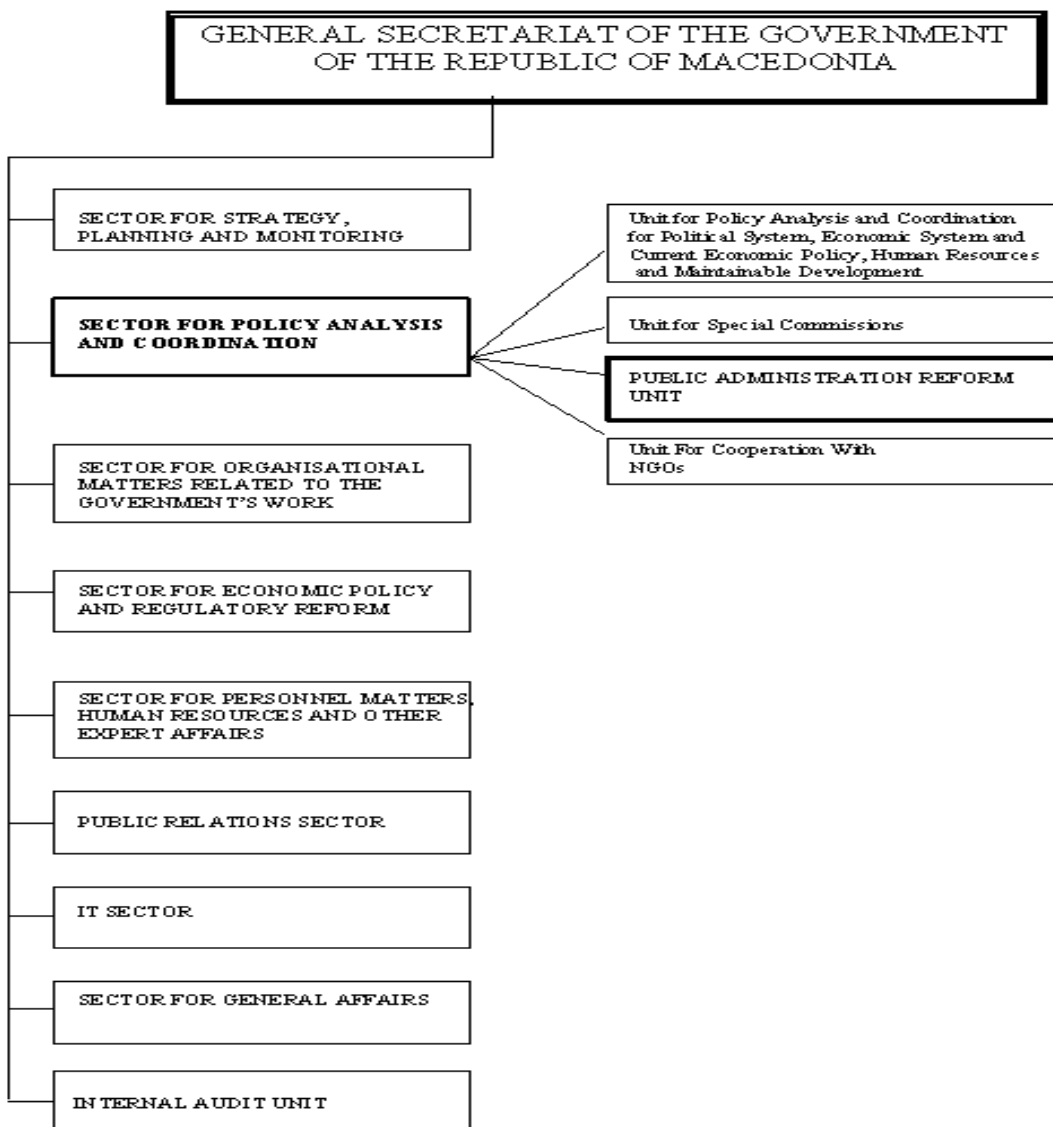 GENERAL SECRETARIAT OF THE GOVERNMENT
OF THE REPUBLIC OF MACEDONIA
SECTOR FOR STRATEGY,
PLANNING AND MONITORING
SECTOR FOR POLICY ANALYSIS
AND COORDINATION
Unit for Policy Analysis and Coordination
for Political System, Economic System and
Current Economic Policy, Human Resources
and Maintainable Development
Unit for Special Commissions
PUBLIC ADMINISTRATION REFORM
UNIT
Unit For Cooperation With
NGOs
SECTOR FOR ORGANISATIONAL
MATTERS RELATED TO THE
GOVERNMENT'S WORK
SECTOR FOR ECONOMIC POLICY
AND REGULATORY REFORM
SECTOR FOR PERSONNEL MATTERS,
HUMAN RESOURCES AND OTHER
EXPERT AFFAIRS
PUBLIC RELATIONS SECTOR
IT SECTOR
SECTOR FOR GENERAL AFFAIRS
INTERNAL AUDIT UNIT